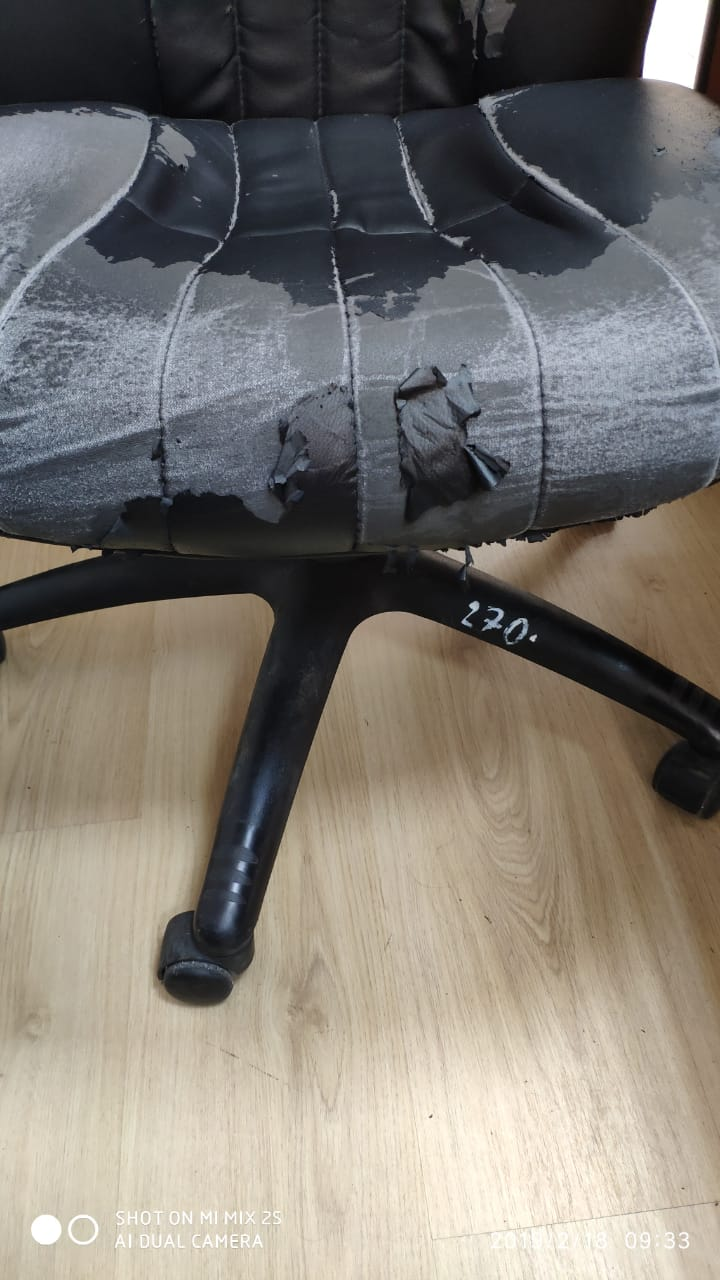 270.
SHOT ON MI MIX 2S
AI DUAL CAMERA
2019/2/18 09:33